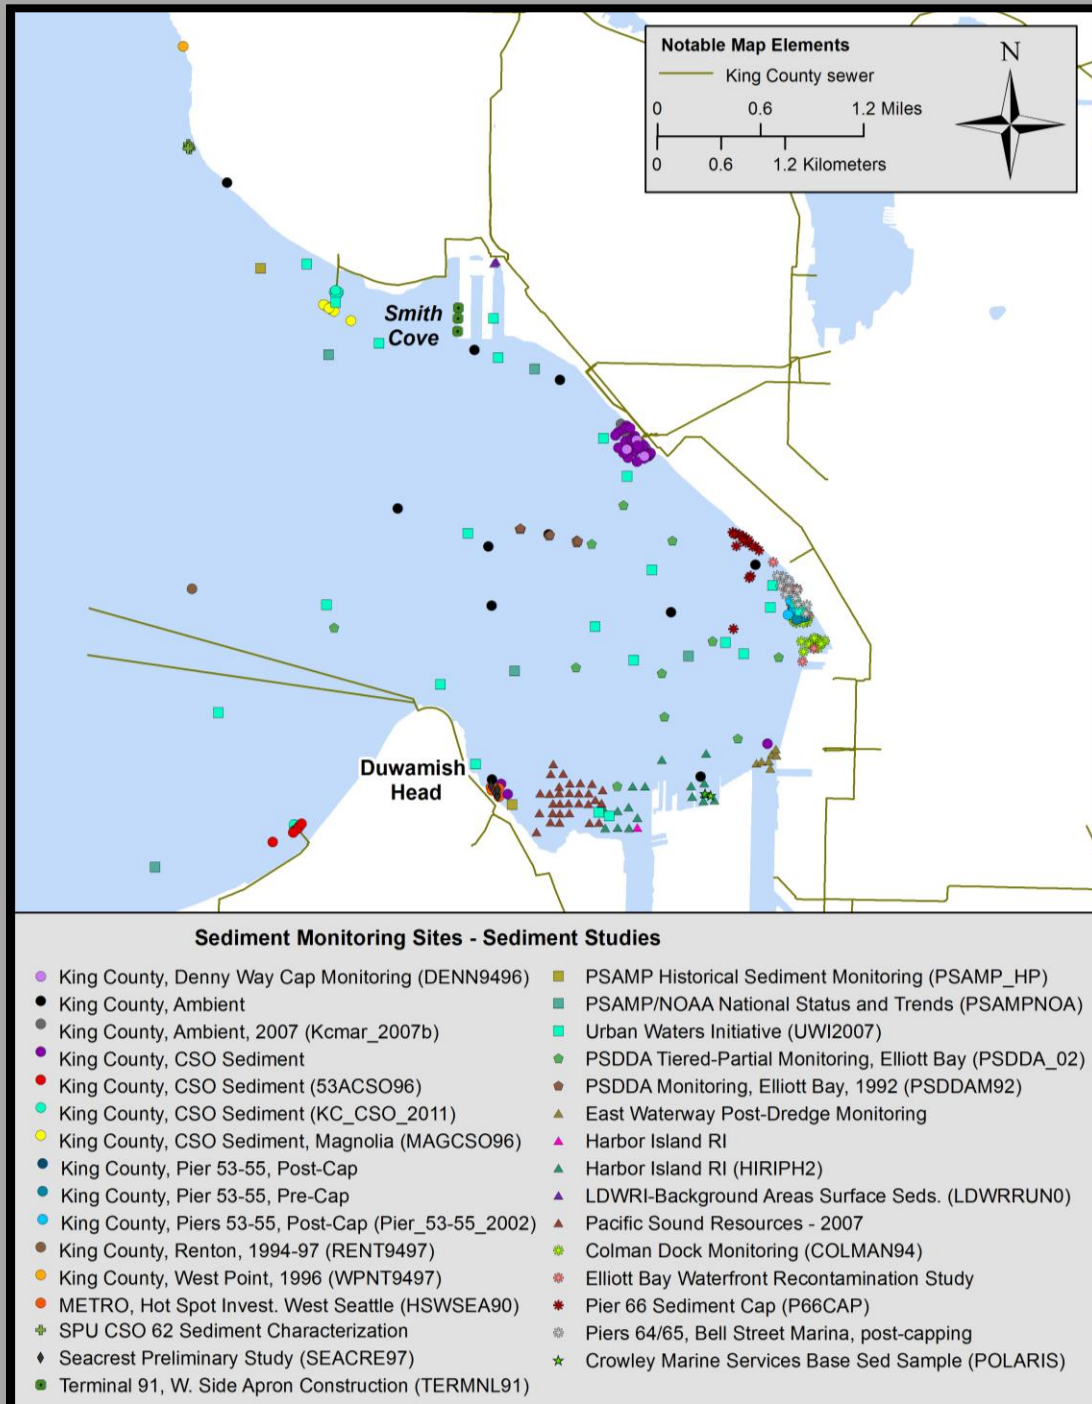 Notable Map Elements
King County sewer
0 0.6 1.2 Miles
0 0.6 1.2 Kilometers
N
Smith
Cove
Duwamish
Head
Sediment Monitoring Sites - Sediment Studies
King County, Denny Way Cap Monitoring (DENN9496)
King County, Ambient
King County, Ambient, 2007 (Kcmar_2007b)
King County, CSO Sediment
King County, CSO Sediment (53ACSO96)
King County, CSO Sediment (KC_CSO_2011)
King County, CSO Sediment, Magnolia (MAGCSO96)
King County, Pier 53-55, Post-Cap
King County, Pier 53-55, Pre-Cap
King County, Piers 53-55, Post-Cap (Pier_53-55_2002)
King County, Renton, 1994-97 (RENT9497)
King County, West Point, 1996 (WPNT9497)
METRO, Hot Spot Invest. West Seattle (HSWSEA90)
SPU CSO 62 Sediment Characterization
Seacrest Preliminary Study (SEACRE97)
Terminal 91, W. Side Apron Construction (TERMNL91)
PSAMP Historical Sediment Monitoring (PSAMP_HP)
PSAMP/NOAA National Status and Trends (PSAMPNOA)
Urban Waters Initiative (UWI2007)
PSDDA Tiered-Partial Monitoring, Elliott Bay (PSDDA_02)
PSDDA Monitoring, Elliott Bay, 1992 (PSDDAM92)
East Waterway Post-Dredge Monitoring
Harbor Island RI
Harbor Island RI (HIRIPH2)
LDWRI-Background Areas Surface Seds. (LDWRRUN0)
Pacific Sound Resources - 2007
Colman Dock Monitoring (COLMAN94)
Elliott Bay Waterfront Recontamination Study
Pier 66 Sediment Cap (P66CAP)
Piers 64/65, Bell Street Marina, post-capping
Crowley Marine Services Base Sed Sample (POLARIS)